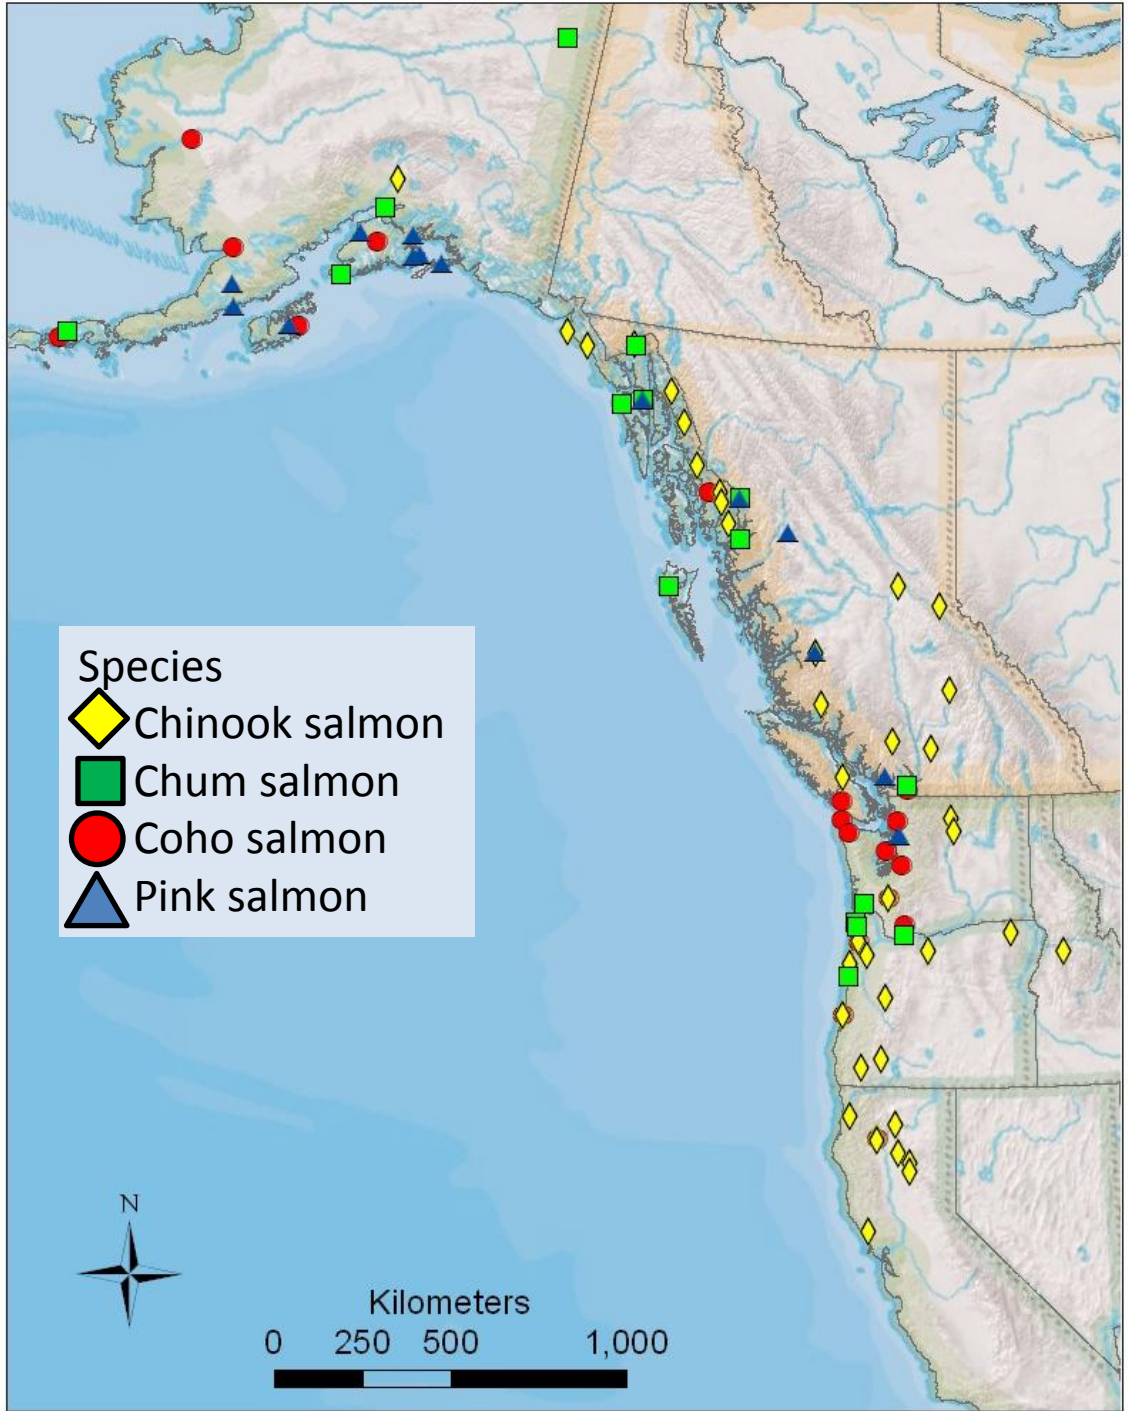 Species
Chinook salmon
Chum salmon
Coho salmon
Pink salmon
N
Kilometers
0 250 500 1,000